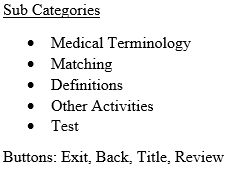 Sub Categories
• Medical Terminology
• Matching
• Definitions
• Other Activities
• Test
Buttons: Exit, Back, Title, Review